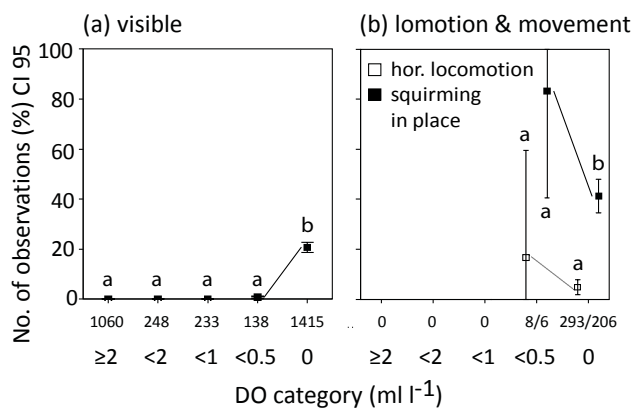 (a) visible
(b) lomotion & movement
No. of observations (%) CI 95
100
80
60
40
20
0
a a a a b
1060 248 233 138 1415
≥2 <2 <1 <0.5 0
hor. locomotion
squirming
in place
a
b
a
a
.. 0 0 0 8/6 293/206
≥2 <2 <1 <0.5 0
DO category (ml l⁻¹)